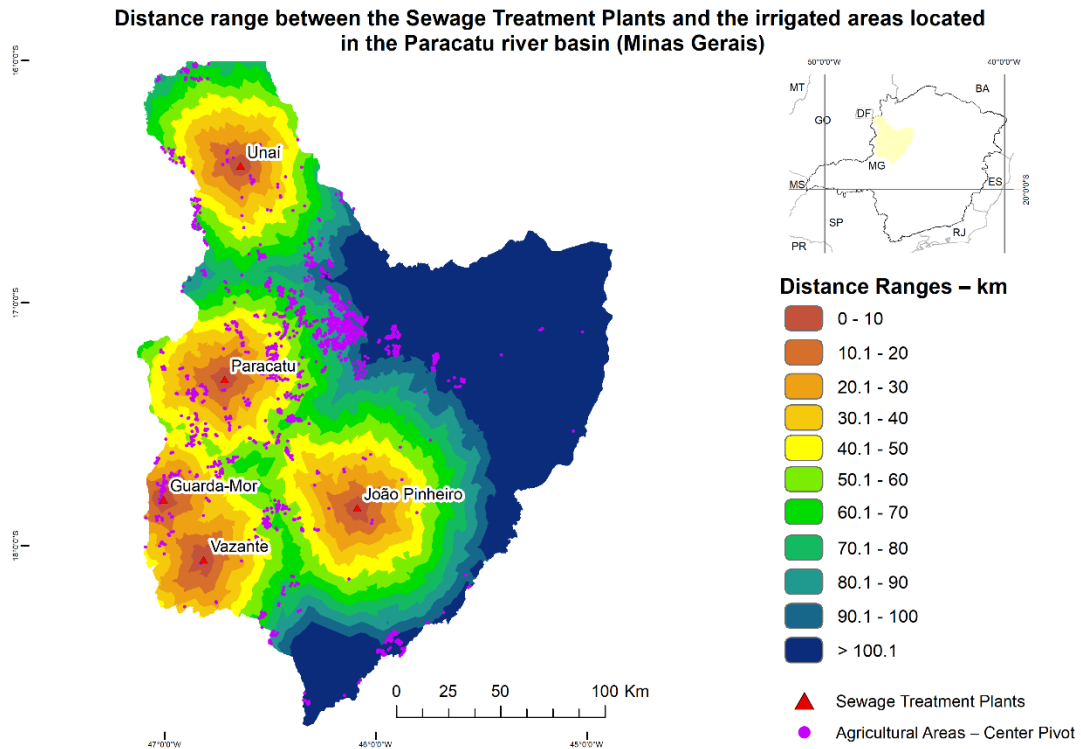 Distance range between the Sewage Treatment Plants and the irrigated areas located
in the Paracatu river basin (Minas Gerais)
16°0'0"S
17°0'0"S
18°0'0"S
47°0'0"W
46°0'0"W
45°0'0"W
Unaí
Paracatu
Guarda-Mor
João Pinheiro
Vazante
0 25 50 100 Km
50°0'0"W
40°0'0"W
MT
BA
DF
GO
MG
MS
ES
20°0'0"S
SP
RJ
PR
Distance Ranges – km
0 - 10
10.1 - 20
20.1 - 30
30.1 - 40
40.1 - 50
50.1 - 60
60.1 - 70
70.1 - 80
80.1 - 90
90.1 - 100
> 100.1
Sewage Treatment Plants
Agricultural Areas – Center Pivot